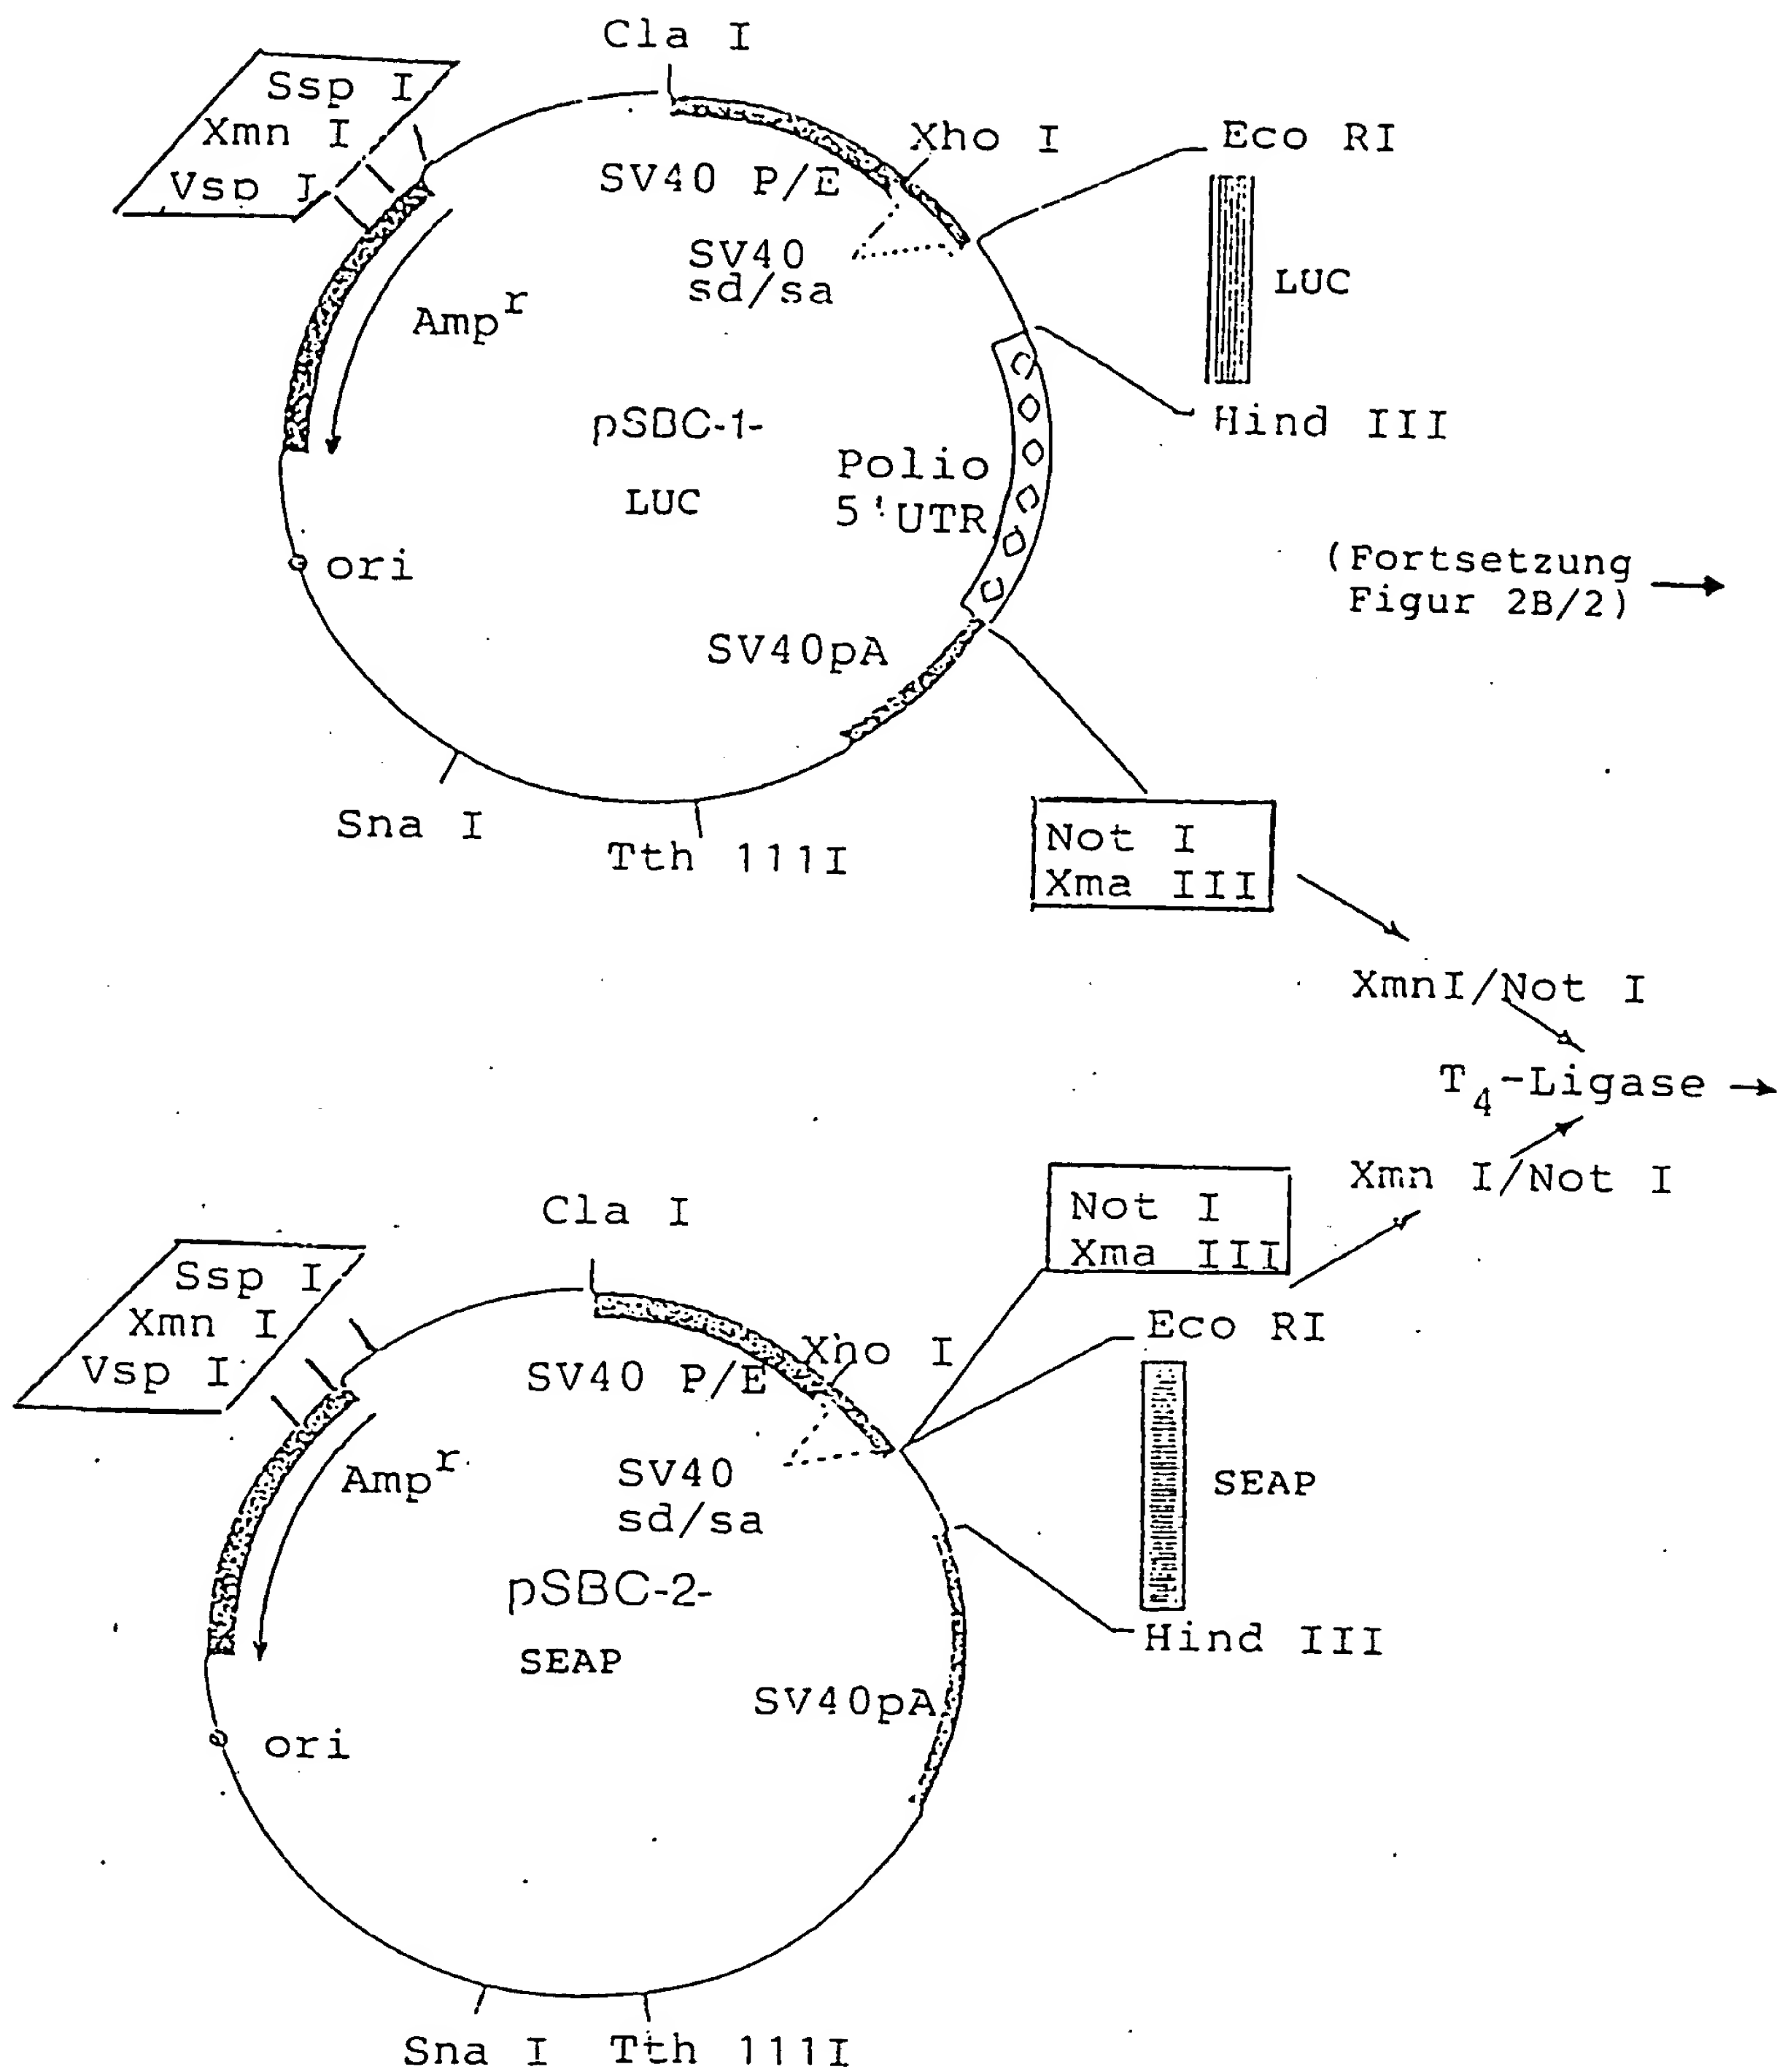 Cla I
Ssp I
Xmn I
Vsp I
SV40 P/E
Xho I
Eco RI
SV40
sd/sa
LUC
Amp^r
Hind III
pSBC-1-
LUC
Polio
5'UTR
ori
(Fortsetzung
Figur 2B/2)
SV40pA
Sna I
Tth 111I
Not I
Xma III
XmnI/Not I
T4-Ligase
Xmn I/Not I
Not I
Xma III
Cla I
Ssp I
Xmn I
Vsp I
SV40 P/E
Xho I
Eco RI
SV40
sd/sa
SEAP
Amp^r
pSBC-2-
SEAP
Hind III
SV40pA
ori
Sna I
Tth 111I